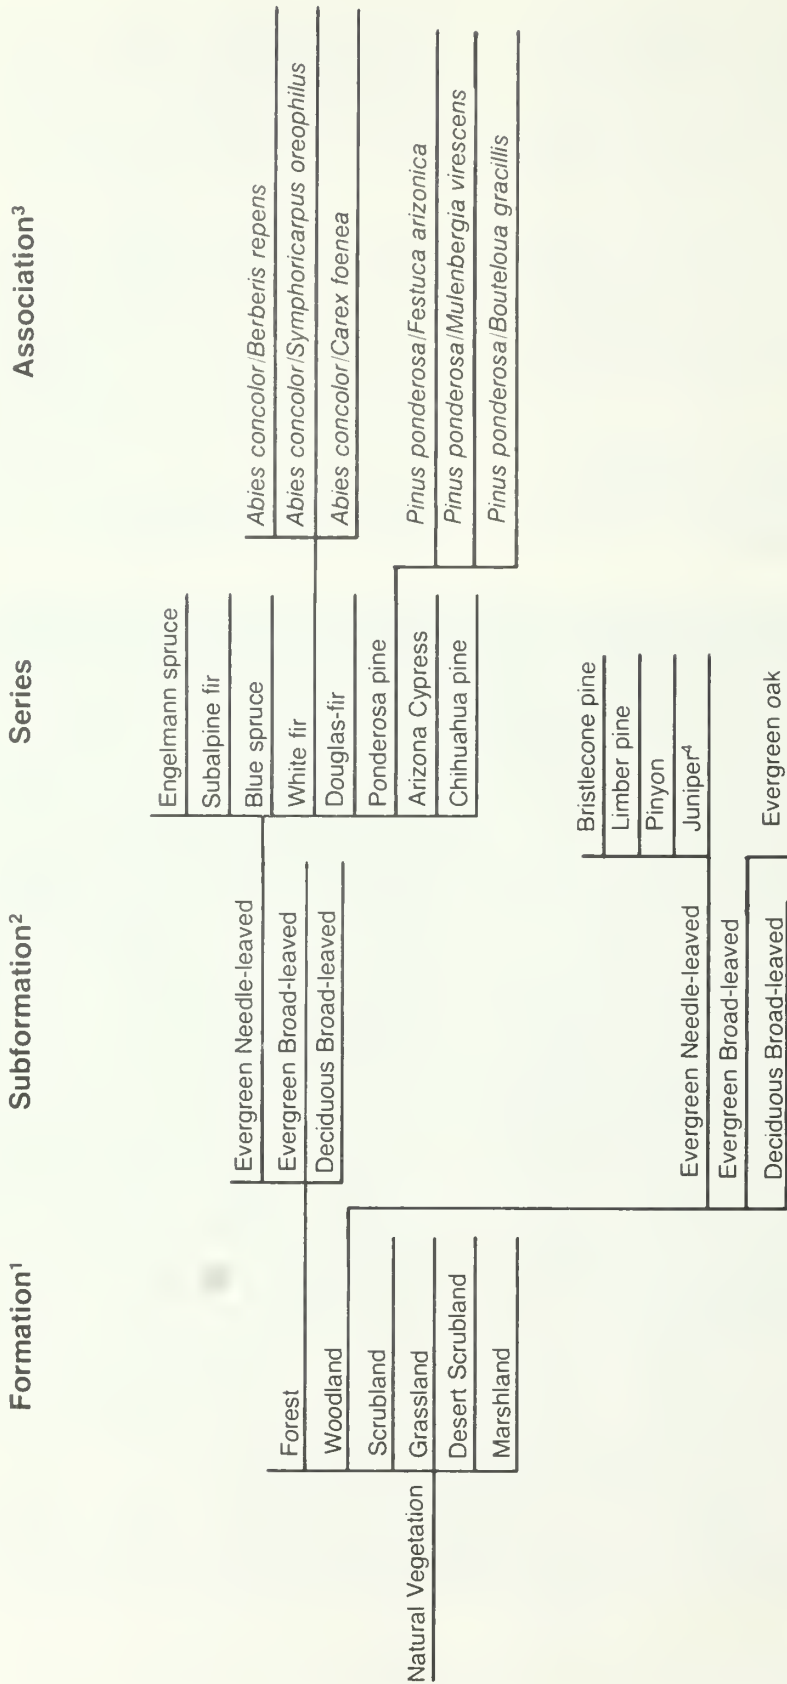 Formation¹
Subformation²
Series
Association³
Natural Vegetation
Forest
Woodland
Scrubland
Grassland
Desert Scrubland
Marshland
Evergreen Needle-leaved
Evergreen Broad-leaved
Deciduous Broad-leaved
Engelmann spruce
Subalpine fir
Blue spruce
White fir
Douglas-fir
Ponderosa pine
Arizona Cypress
Chihuahua pine
Abies concolor/Berberis repens
Abies concolor/Symphoricarpus oreophilus
Abies concolor/Carex foenea
Pinus ponderosa/Festuca arizonica
Pinus ponderosa/Mulenbergia virescens
Pinus ponderosa/Bouteloua gracillis
Evergreen Needle-leaved
Evergreen Broad-leaved
Deciduous Broad-leaved
Bristlecone pine
Limber pine
Pinyon
Juniper⁴
Evergreen oak